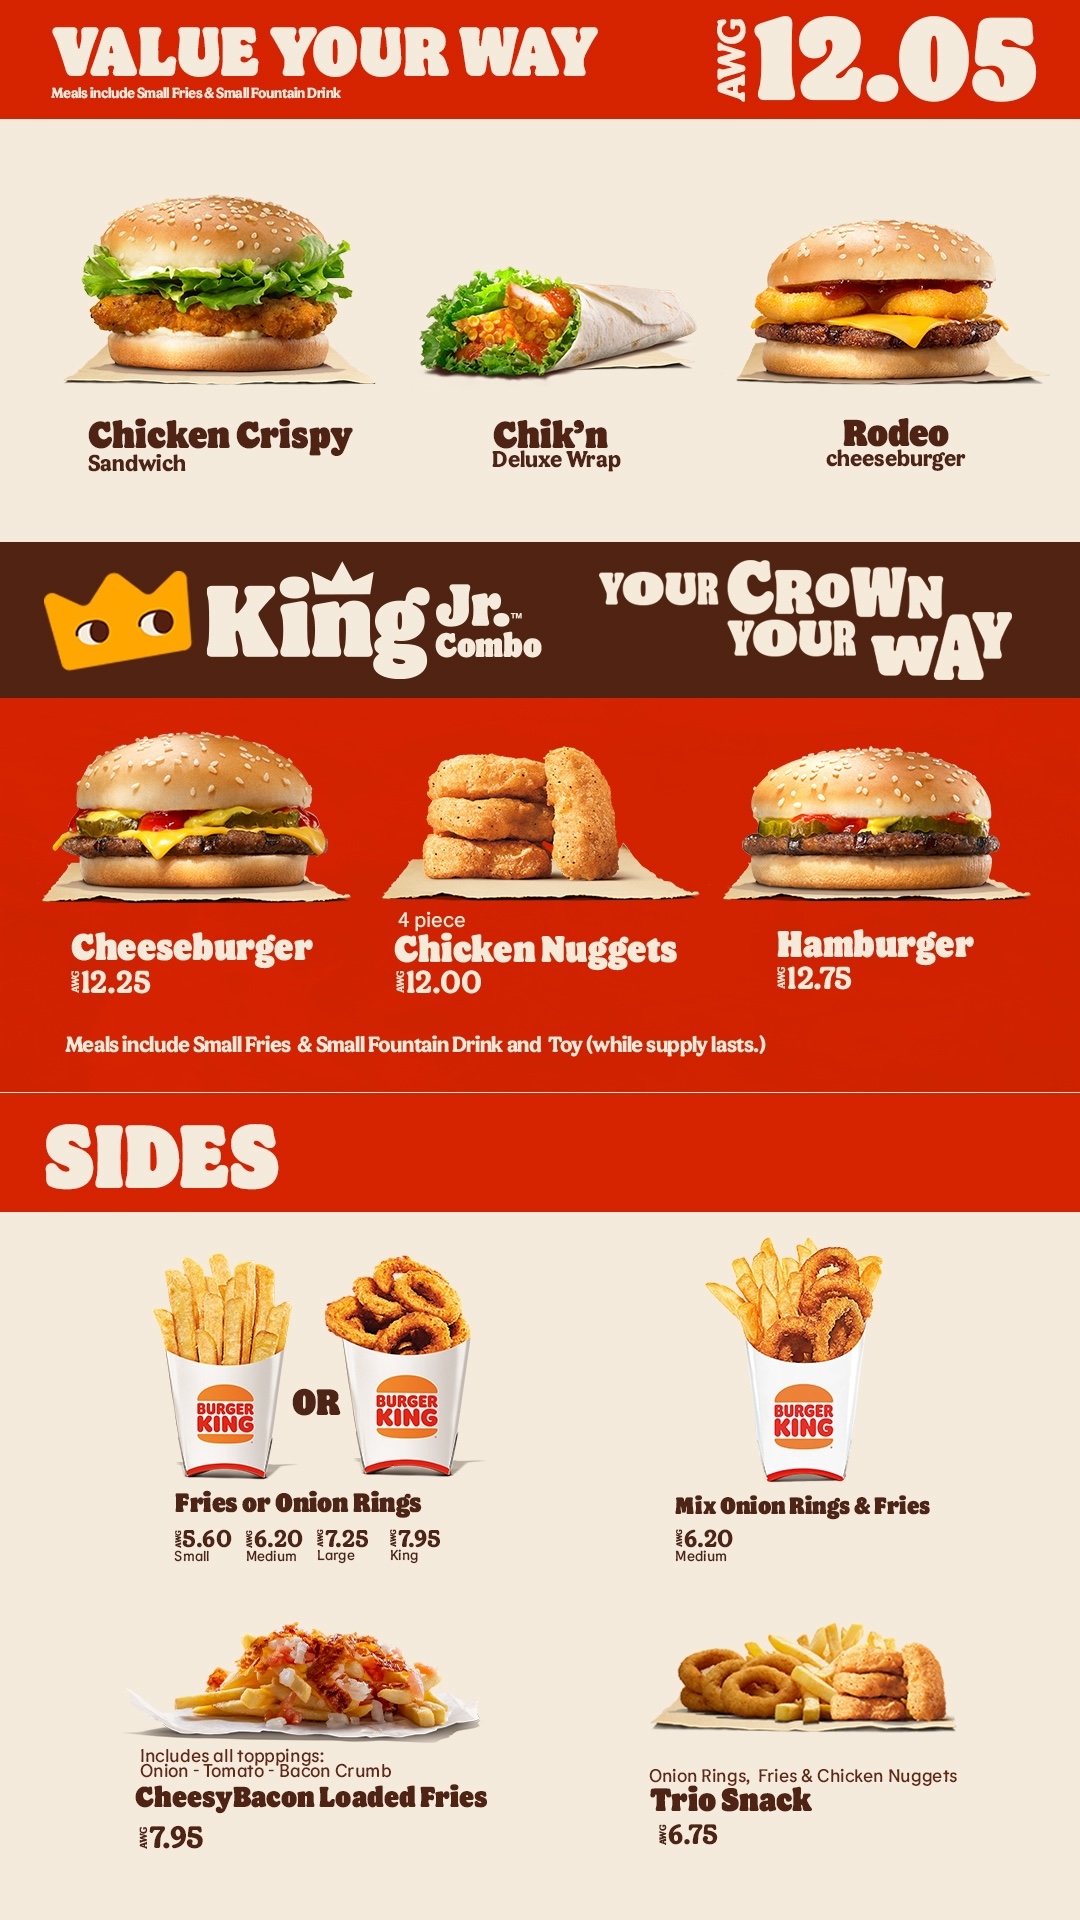 VALUE YOUR WAY
Meals include Small Fries & Small Fountain Drink
AWG 12.05
Chicken Crispy
Sandwich
Chik’n
Deluxe Wrap
Rodeo
cheeseburger
King Jr.™
Combo
YOUR CROWN
YOUR WAY
Cheeseburger
AWG 12.25
4 piece
Chicken Nuggets
AWG 12.00
Hamburger
AWG 12.75
Meals include Small Fries & Small Fountain Drink and Toy (while supply lasts.)
SIDES
BURGER
KING
OR
BURGER
KING
Fries or Onion Rings
AWG 5.60 AWG 6.20 AWG 7.25 AWG 7.95
Small Medium Large King
BURGER
KING
Mix Onion Rings & Fries
AWG 6.20
Medium
Includes all topppings:
Onion - Tomato - Bacon Crumb
CheesyBacon Loaded Fries
AWG 7.95
Onion Rings, Fries & Chicken Nuggets
Trio Snack
AWG 6.75